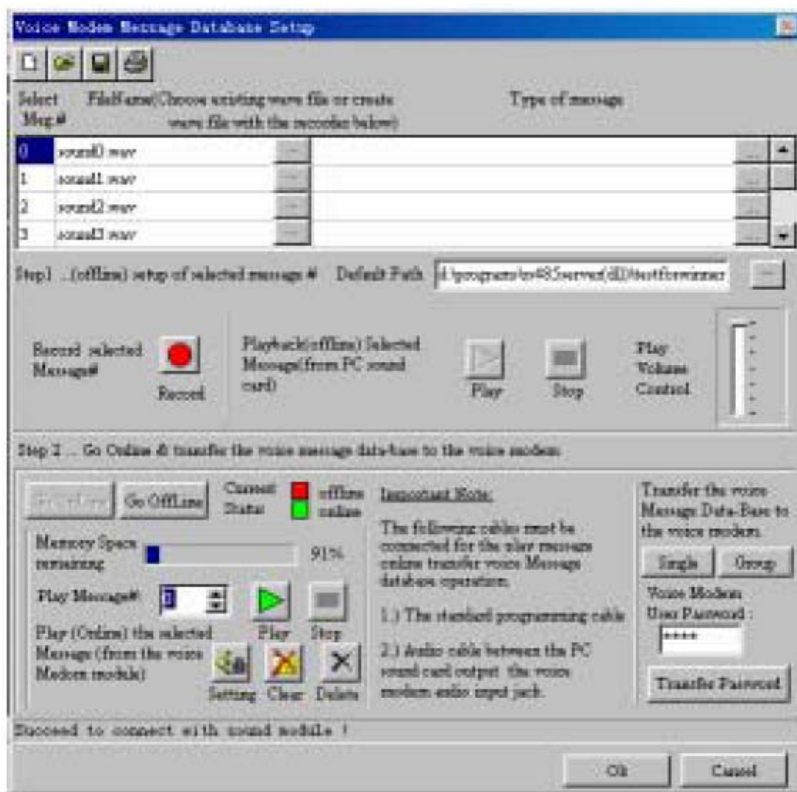 Voice Modem Message Database Setup
Select Msg.#
FileName(Choose existing wave file or create wave file with the recorder below)
Type of message
0 sound0.wav ... ...
1 sound1.wav ... ...
2 sound2.wav ... ...
3 sound3.wav ... ...
Step1 ...(offline) setup of selected message #
Default Path
Record selected
Message#
Record
Playback(offline) Selected
Message(from PC sound
card)
Play
Stop
Play
Volume
Control
Step 2 ... Go Online & transfer the voice message data-base to the voice modem
Go OnLine
Go OffLine
Current
Status
offline
online
Memory Space
remaining
91%
Play Message#:
0
Play
Stop
Play (Online) the selected
Message (from the voice
Modem module)
Setting
Clear
Delete
Important Note:
The following cables must be
connected for the play message
online transfer voice Message
database operation.
1.) The standard programming cable
2.) Audio cable between the PC
sound card output the voice
modem audio input jack.
Transfer the voice
Message Data-Base to
the voice modem.
Single
Group
Voice Modem
User Password :
****
Transfer Password
Succeed to connect with sound module !
Ok
Cancel